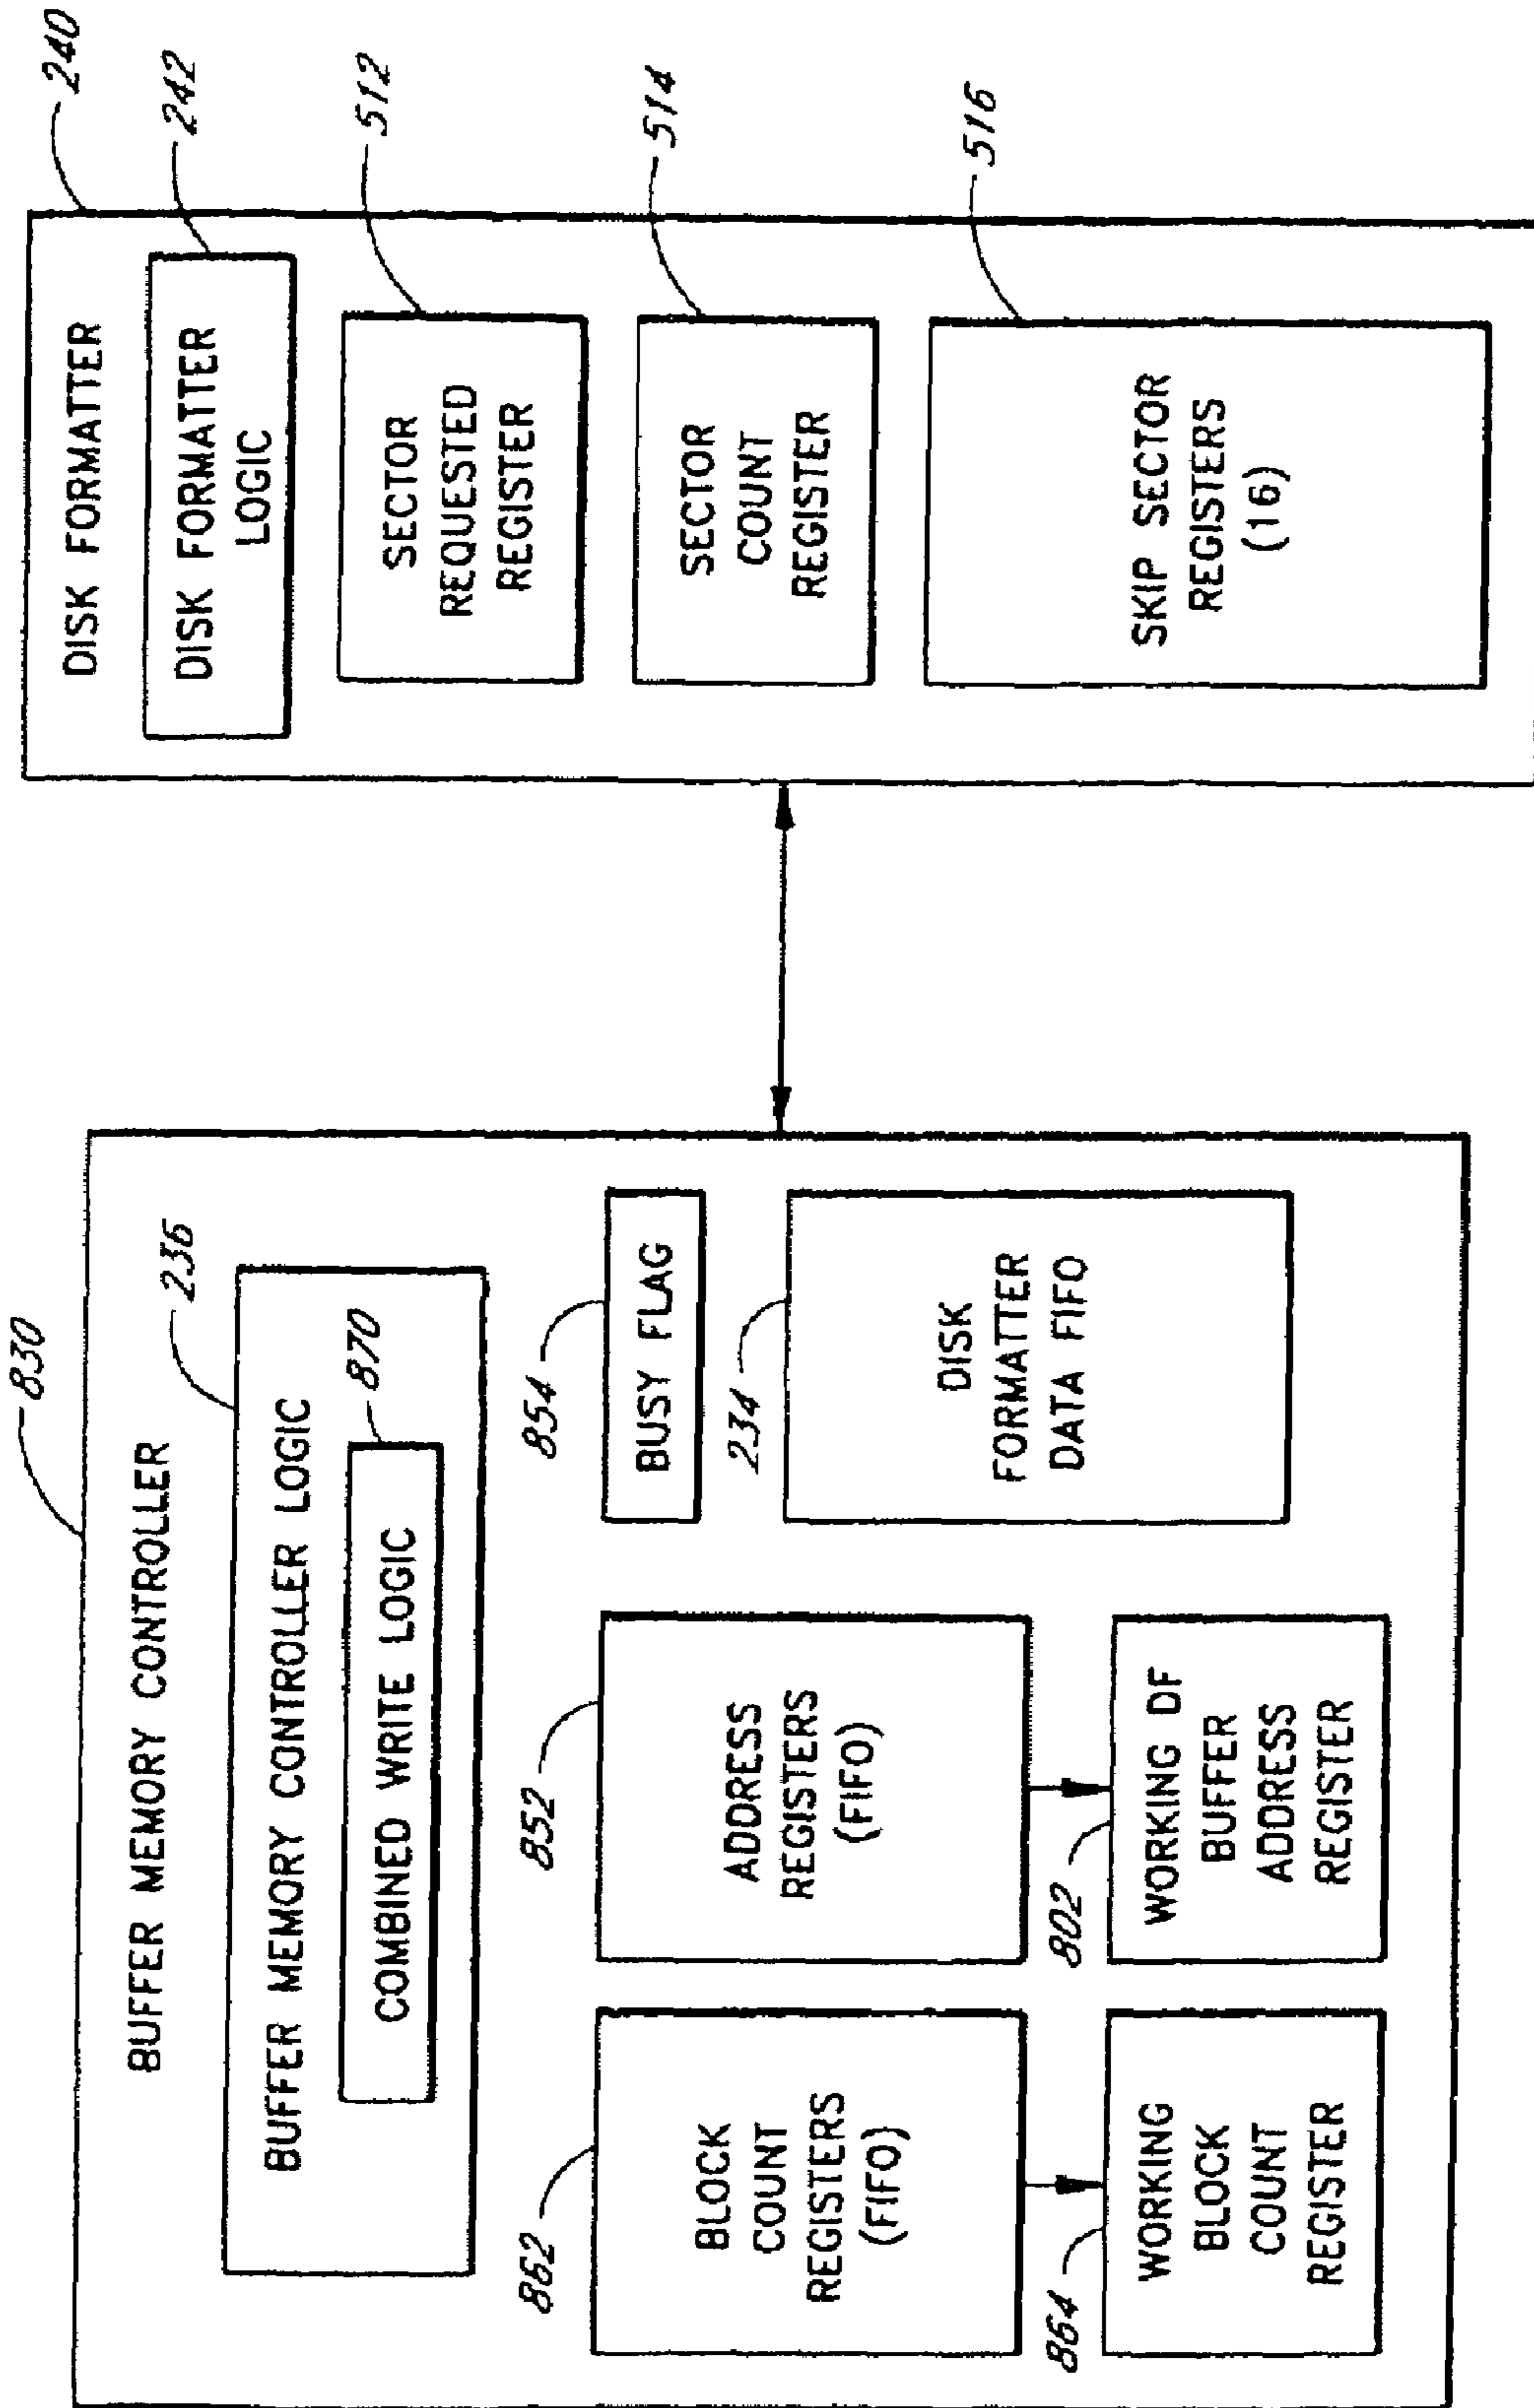 830
BUFFER MEMORY CONTROLLER
236
BUFFER MEMORY CONTROLLER LOGIC
870
COMBINED WRITE LOGIC
862
BLOCK
COUNT
REGISTERS
(FIFO)
852
ADDRESS
REGISTERS
(FIFO)
854
BUSY FLAG
234
DISK
FORMATTER
DATA FIFO
864
WORKING
BLOCK
COUNT
REGISTER
802
WORKING DF
BUFFER
ADDRESS
REGISTER
240
DISK FORMATTER
242
DISK FORMATTER
LOGIC
512
SECTOR
REQUESTED
REGISTER
514
SECTOR
COUNT
REGISTER
516
SKIP SECTOR
REGISTERS
(16)